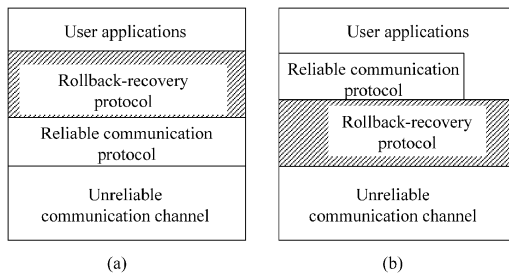 User applications
Rollback-recovery
protocol
Reliable communication
protocol
Unreliable
communication channel
(a)
User applications
Reliable communication
protocol
Rollback-recovery
protocol
Unreliable
communication channel
(b)